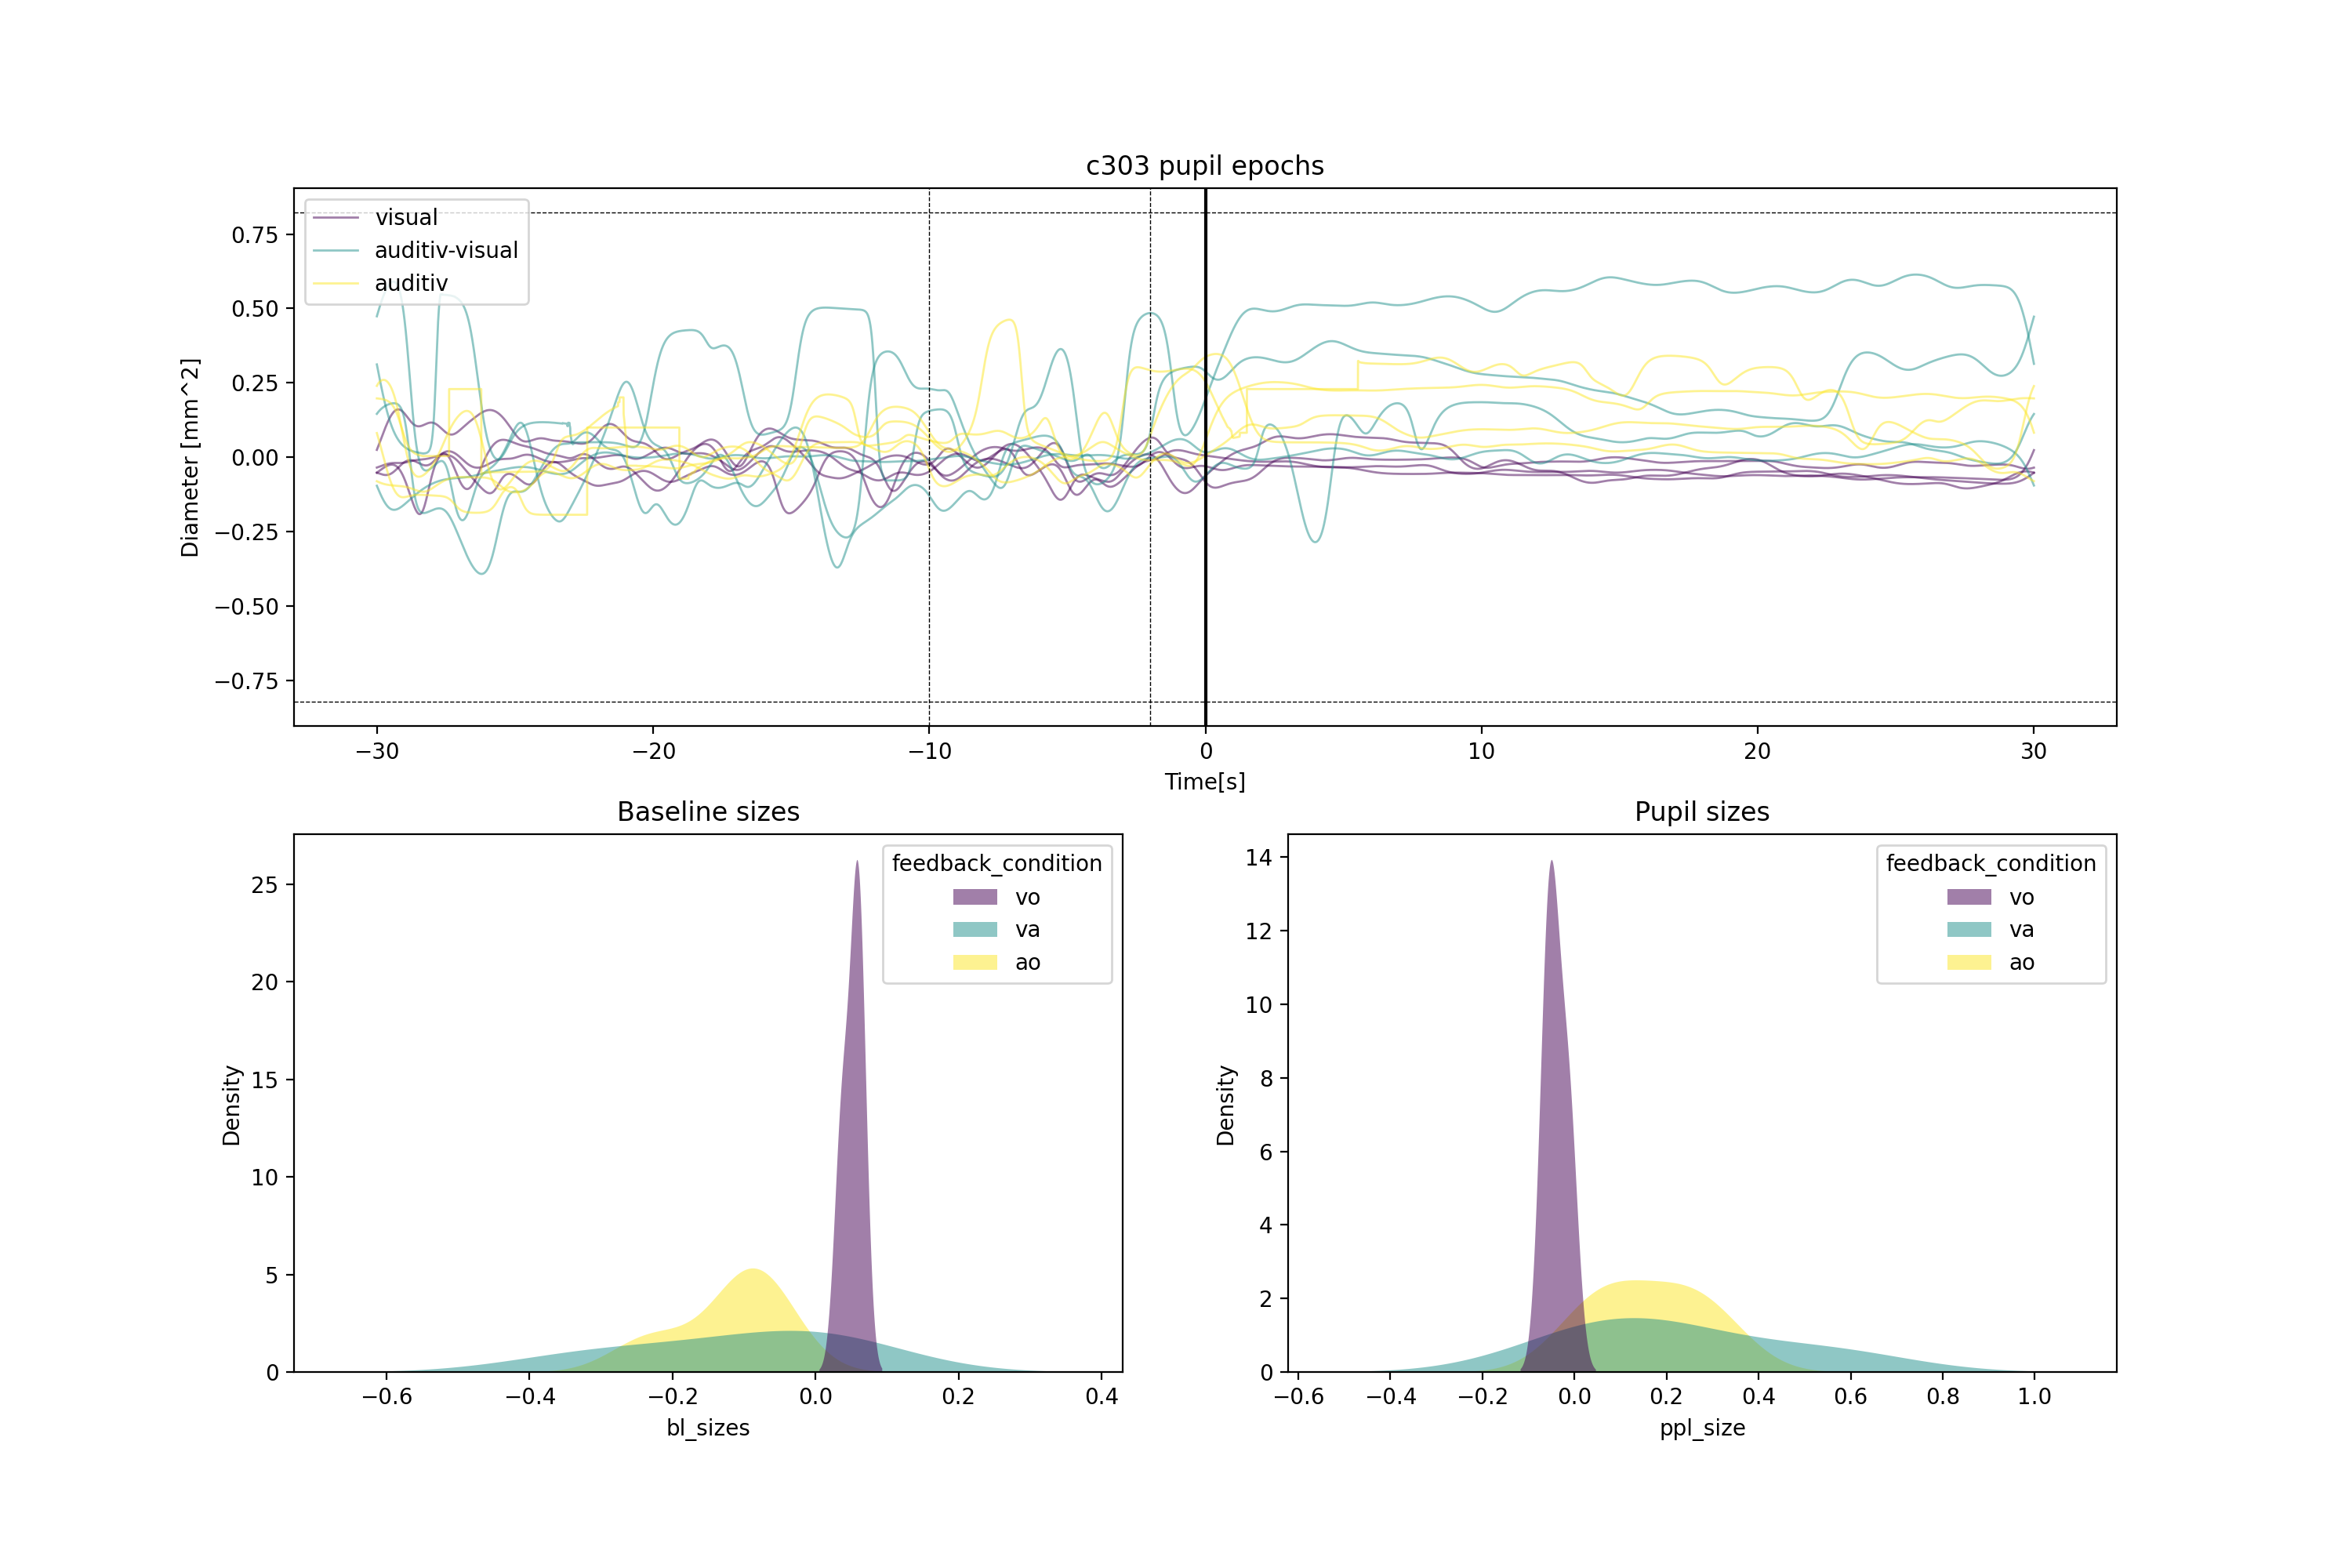 c303 pupil epochs
visual
auditiv-visual
auditiv
Diameter [mm^2]
0.75
0.50
0.25
0.00
−0.25
−0.50
−0.75
−30
−20
−10
0
10
20
30
Time[s]
Baseline sizes
feedback_condition
vo
va
ao
Density
25
20
15
10
5
0
−0.6
−0.4
−0.2
0.0
0.2
0.4
bl_sizes
Pupil sizes
feedback_condition
vo
va
ao
Density
14
12
10
8
6
4
2
0
−0.6
−0.4
−0.2
0.0
0.2
0.4
0.6
0.8
1.0
ppl_size